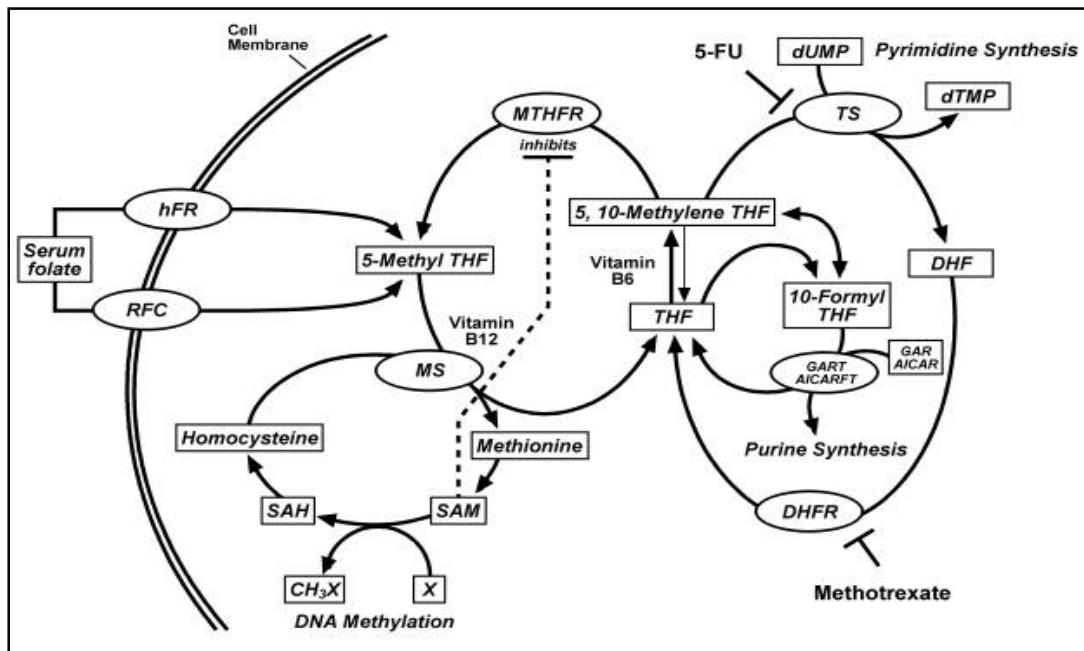 Cell
Membrane
5-FU
dUMP
Pyrimidine Synthesis
MTHFR
inhibits
TS
dTMP
hFR
5, 10-Methylene THF
Serum
folate
5-Methyl THF
Vitamin
B6
DHF
RFC
THF
10-Formyl
THF
Vitamin
B12
MS
GART
AICARFT
GAR
AICAR
Homocysteine
Methionine
Purine Synthesis
SAH
SAM
DHFR
CH₃X
X
Methotrexate
DNA Methylation